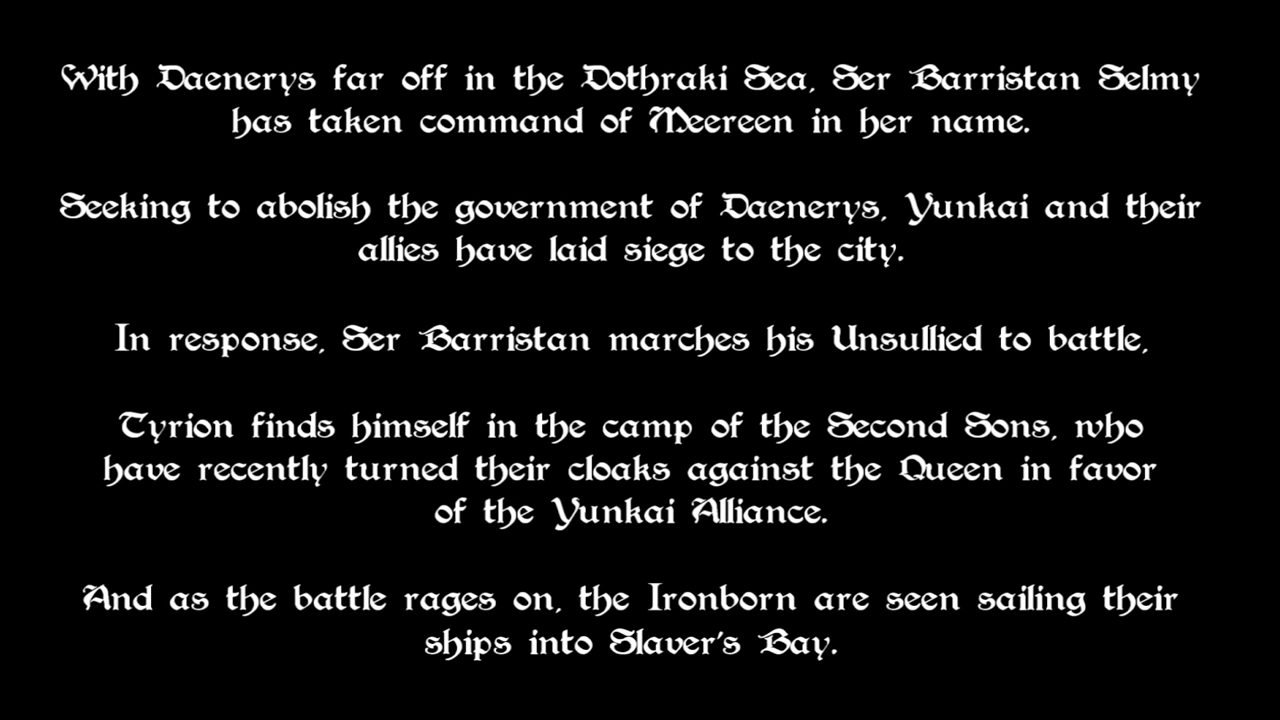 With Daenerys far off in the Dothraki Sea, Ser Barristan Selmy
has taken command of Meereen in her name.
Seeking to abolish the government of Daenerys, Yunkai and their
allies have laid siege to the city.
In response, Ser Barristan marches his Unsullied to battle,
Tyrion finds himself in the camp of the Second Sons, who
have recently turned their cloaks against the Queen in favor
of the Yunkai Alliance.
And as the battle rages on, the Ironborn are seen sailing their
ships into Slaver's Bay.